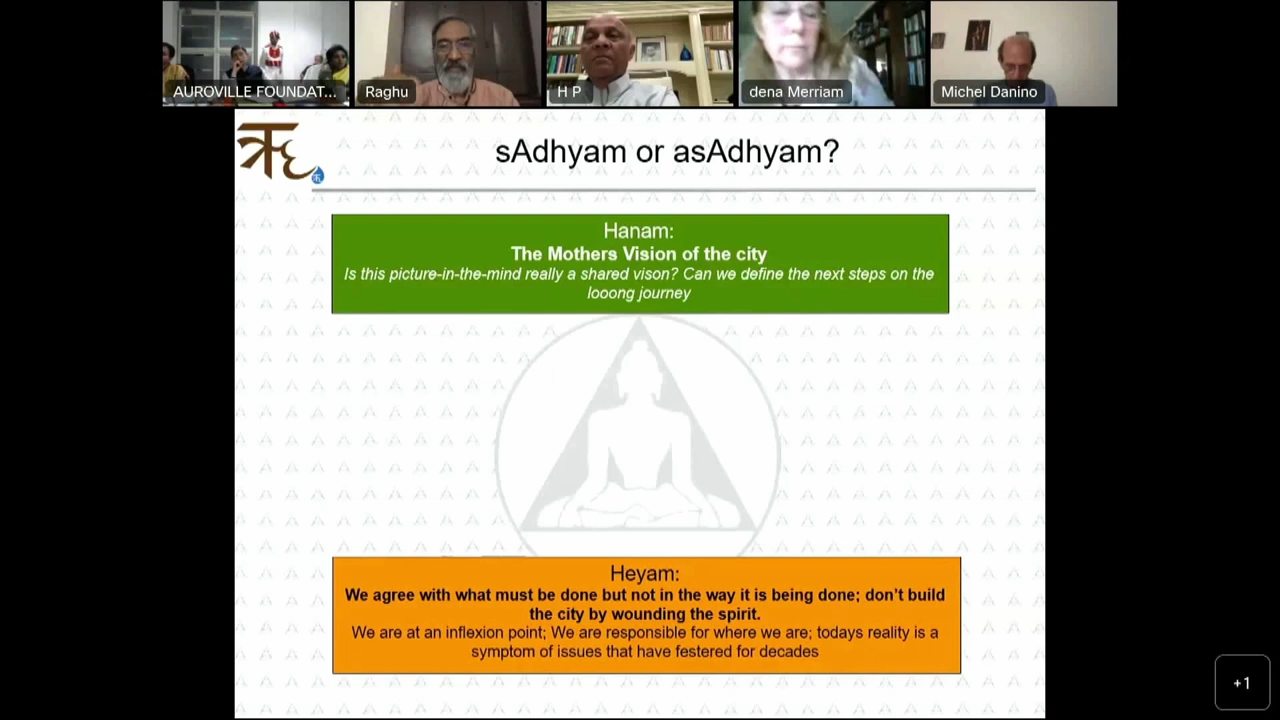 AUROVILLE FOUNDAT...
Raghu
H P
dena Merriam
Michel Danino
ऋ
sAdhyam or asAdhyam?
Hanam:
The Mothers Vision of the city
Is this picture-in-the-mind really a shared vison? Can we define the next steps on the
looong journey
Heyam:
We agree with what must be done but not in the way it is being done; don't build
the city by wounding the spirit.
We are at an inflexion point; We are responsible for where we are; todays reality is a
symptom of issues that have festered for decades
+1